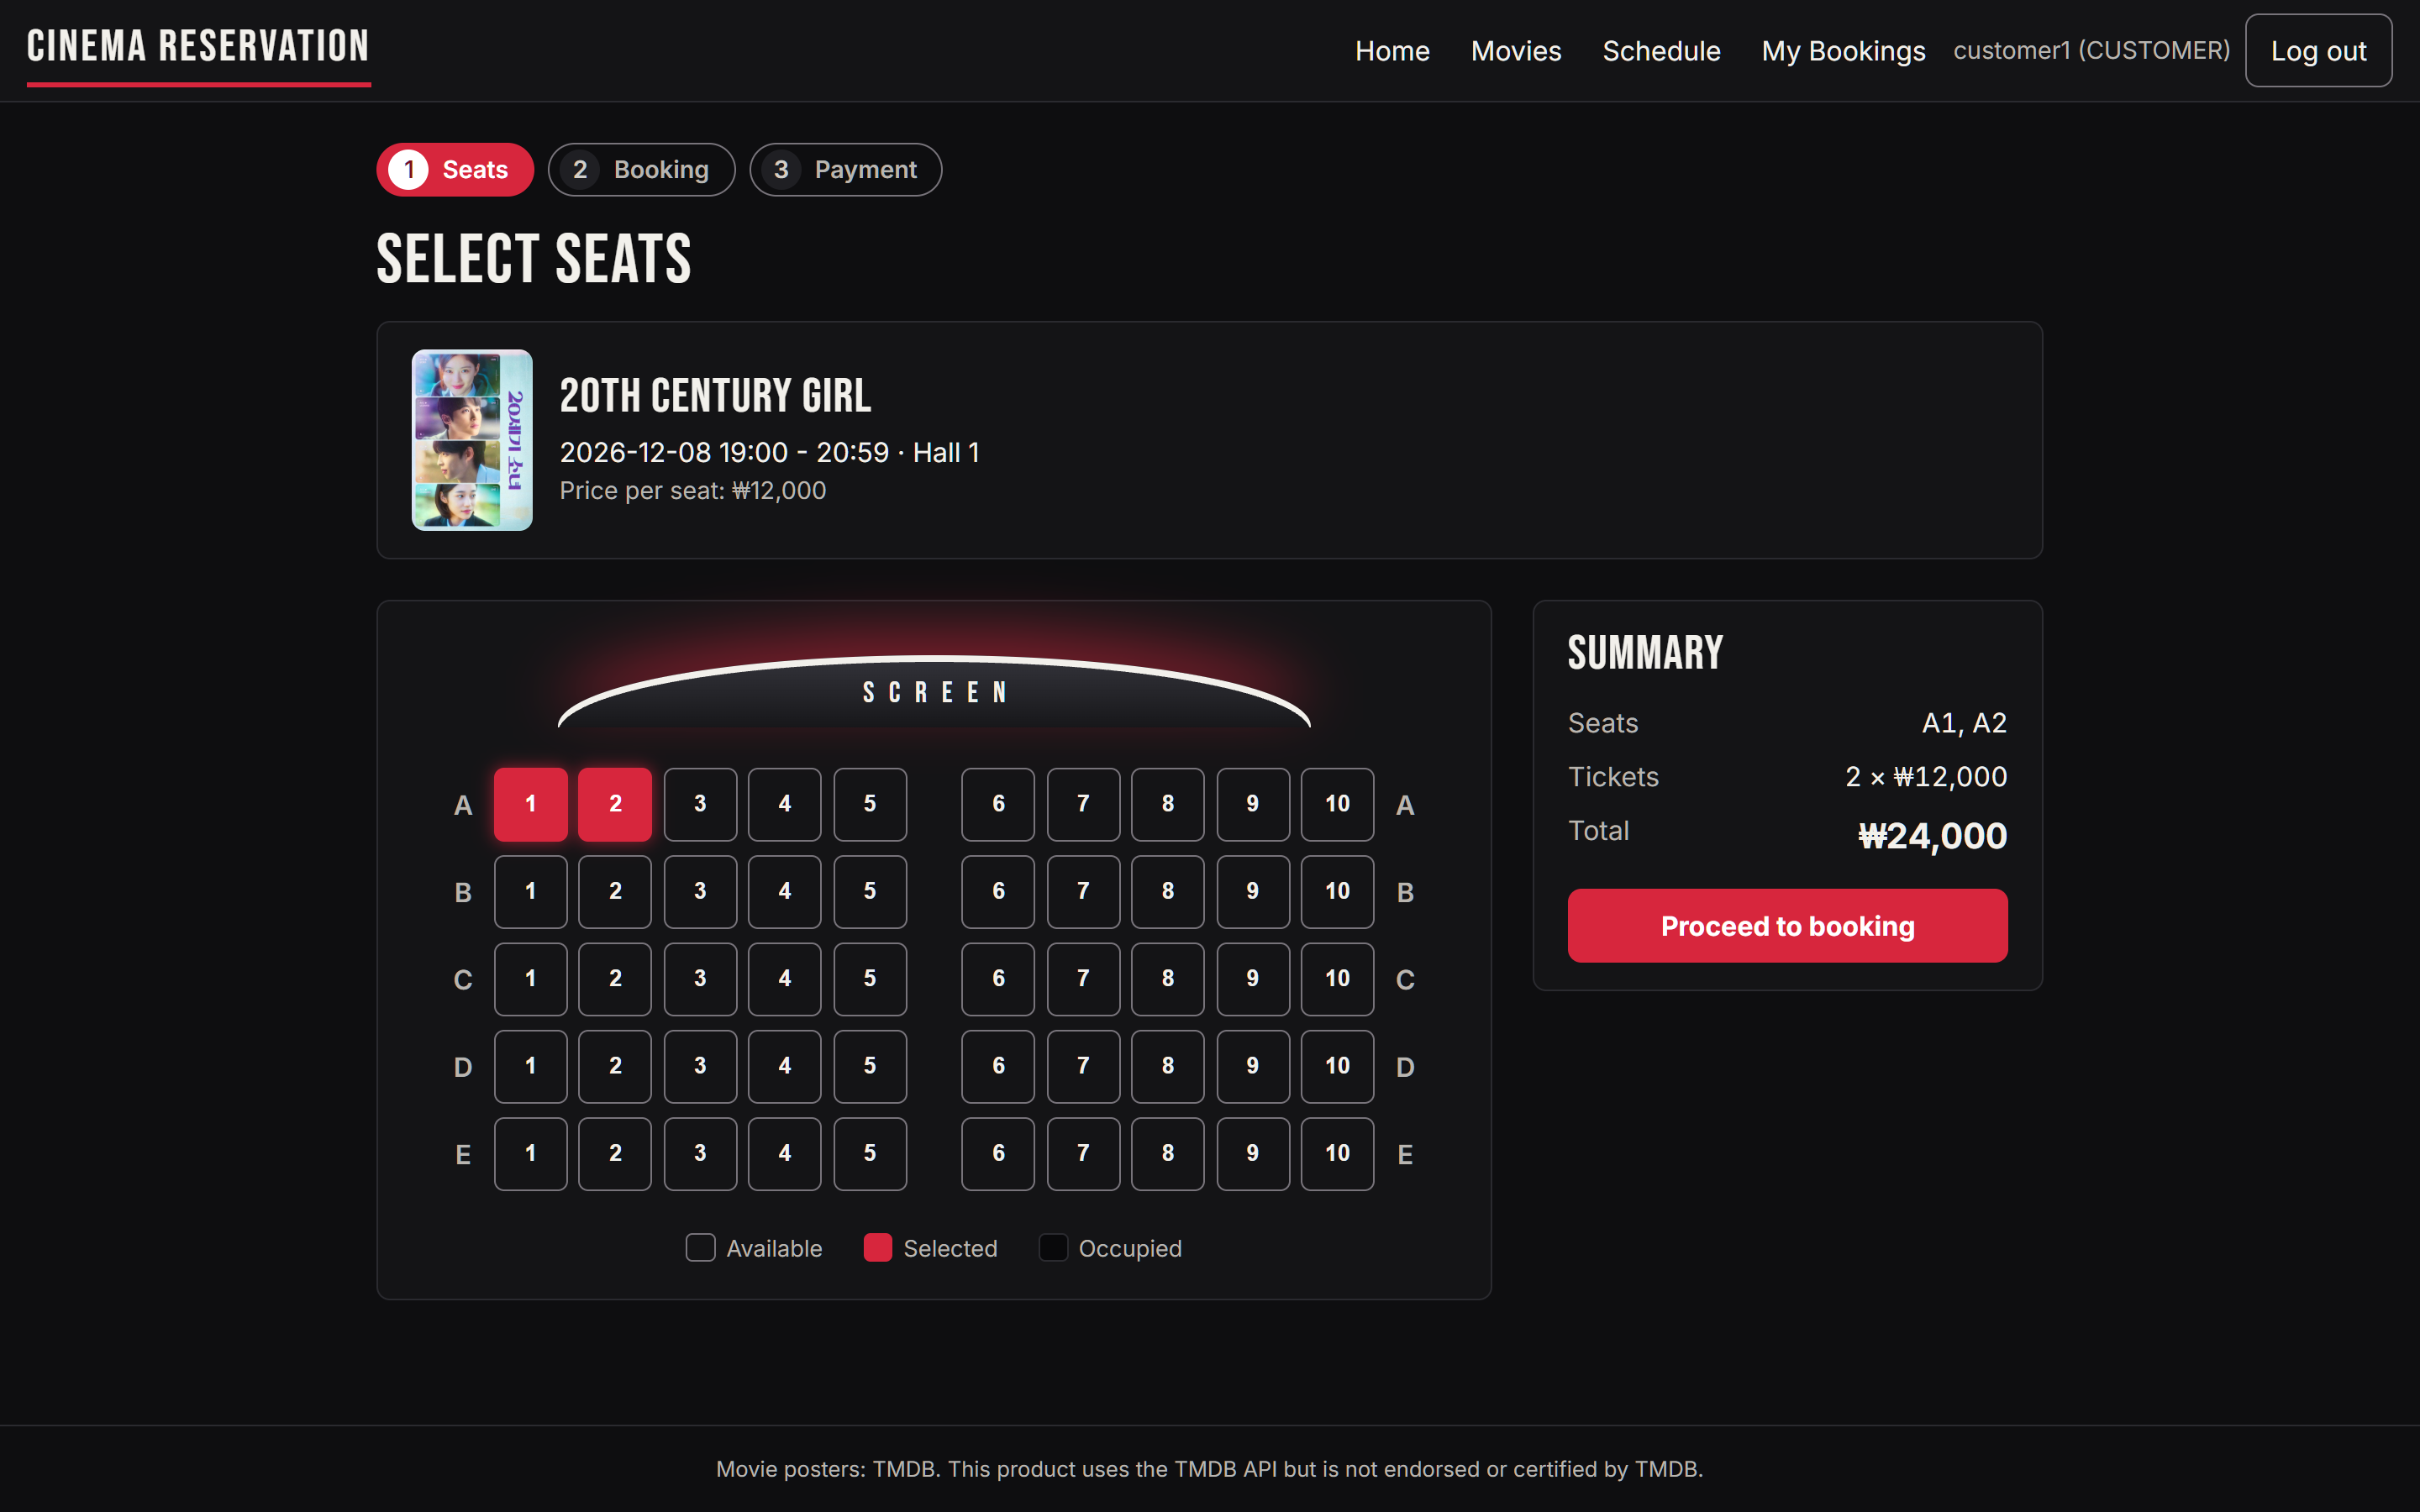 CINEMA RESERVATION
Home Movies Schedule My Bookings customer1 (CUSTOMER) Log out
1 Seats 2 Booking 3 Payment
SELECT SEATS
20세기 소녀
20TH CENTURY GIRL
2026-12-08 19:00 - 20:59 · Hall 1
Price per seat: ₩12,000
SCREEN
A 1 2 3 4 5 6 7 8 9 10 A
B 1 2 3 4 5 6 7 8 9 10 B
C 1 2 3 4 5 6 7 8 9 10 C
D 1 2 3 4 5 6 7 8 9 10 D
E 1 2 3 4 5 6 7 8 9 10 E
Available Selected Occupied
SUMMARY
Seats A1, A2
Tickets 2 × ₩12,000
Total ₩24,000
Proceed to booking
Movie posters: TMDB. This product uses the TMDB API but is not endorsed or certified by TMDB.